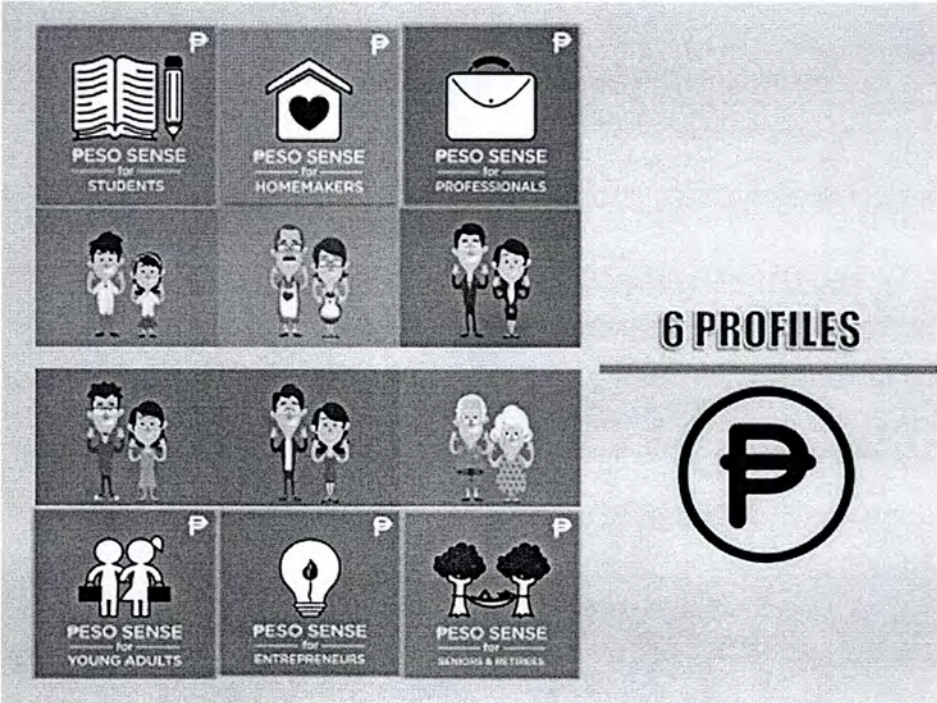 ₱
PESO SENSE
for
STUDENTS
₱
PESO SENSE
for
HOMEMAKERS
₱
PESO SENSE
for
PROFESSIONALS
6 PROFILES
₱
₱
PESO SENSE
for
YOUNG ADULTS
₱
PESO SENSE
for
ENTREPRENEURS
₱
PESO SENSE
for
SENIORS & RETIREES